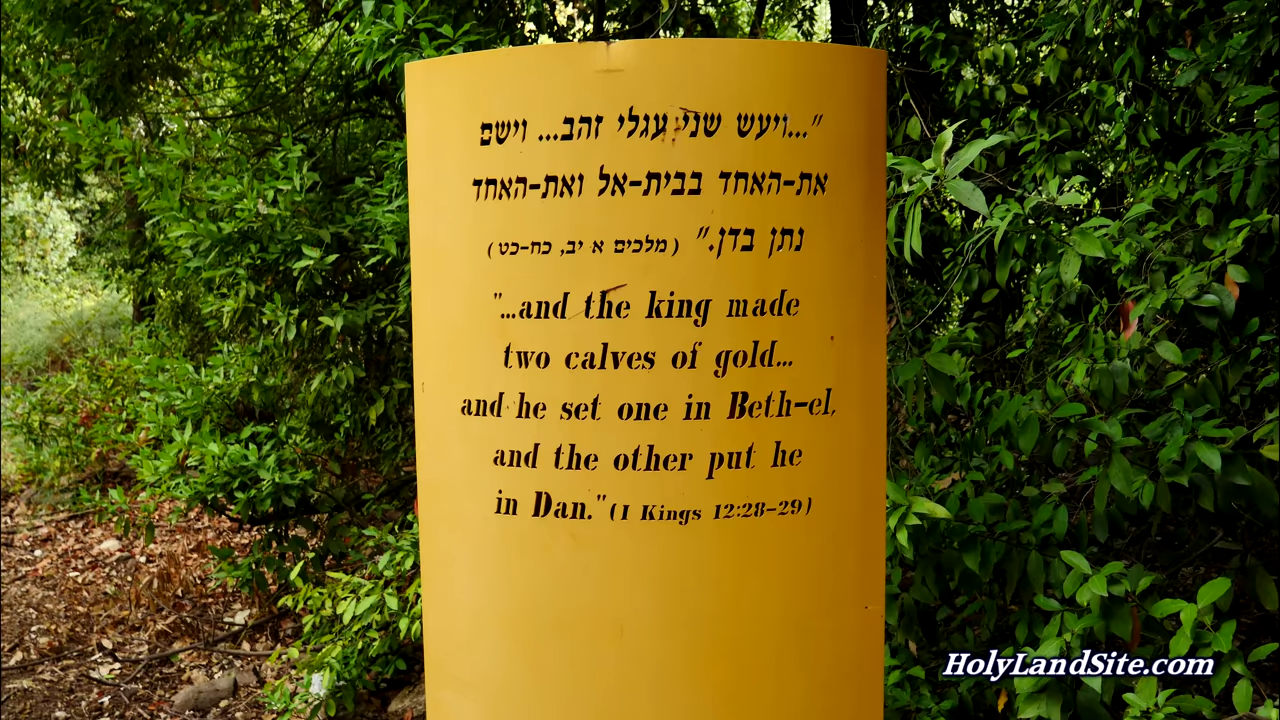 "...ויעש שני עגלי זהב... וישם
את-האחד בבית-אל ואת-האחד
נתן בדן." (מלכים א יב, כח-כט)
"...and the king made
two calves of gold...
and he set one in Beth-el,
and the other put he
in Dan." (I Kings 12:28-29)
HolyLandSite.com